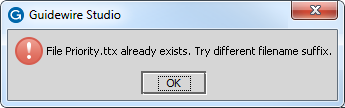 Guidewire Studio
File Priority.ttx already exists. Try different filename suffix.
OK